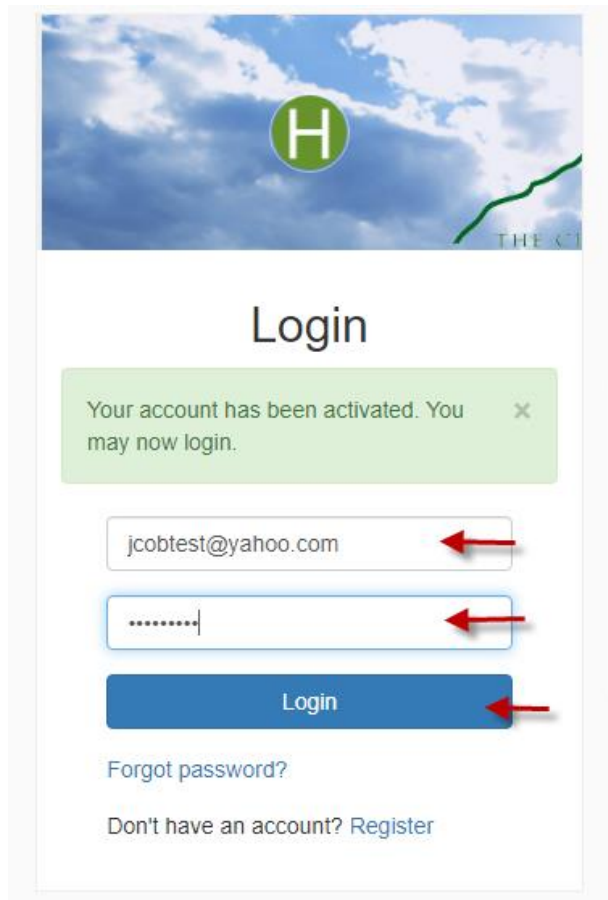 H
THE
Login
Your account has been activated. You
may now login.
jcobtest@yahoo.com
•••••••••
Login
Forgot password?
Don't have an account? Register